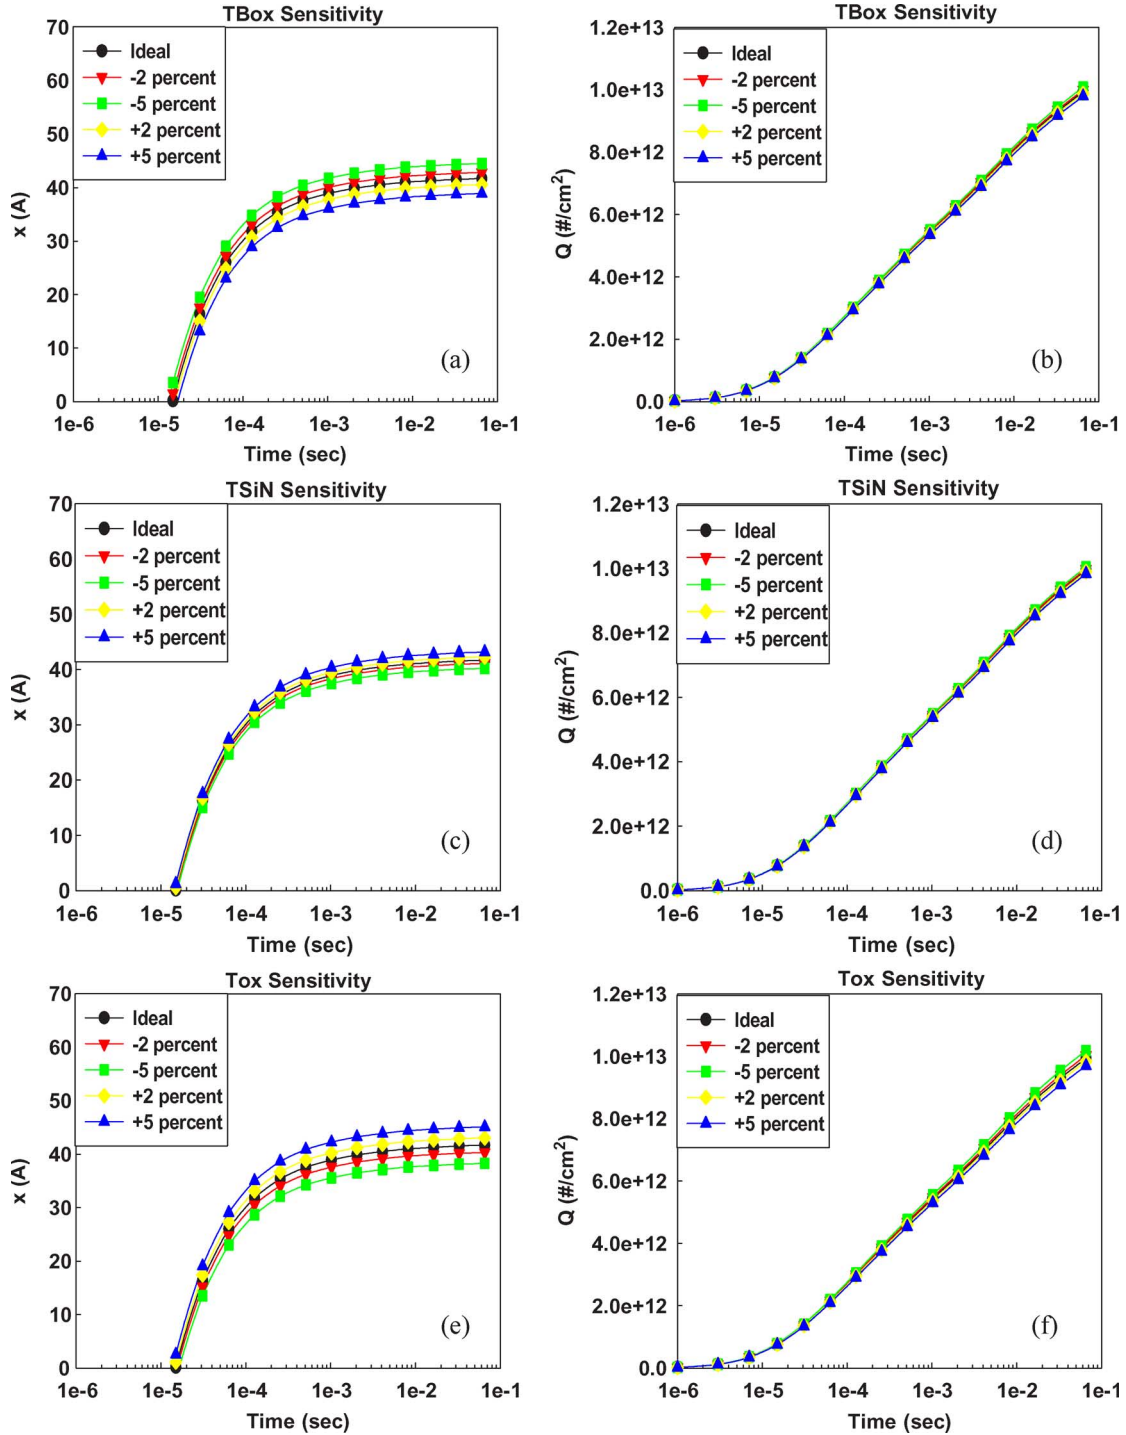 TBox Sensitivity
70
60
50
40
30
20
10
0
x (A)
Ideal
-2 percent
-5 percent
+2 percent
+5 percent
(a)
1e-6 1e-5 1e-4 1e-3 1e-2 1e-1
Time (sec)
TBox Sensitivity
1.2e+13
1.0e+13
8.0e+12
6.0e+12
4.0e+12
2.0e+12
0.0
Q (#/cm2)
Ideal
-2 percent
-5 percent
+2 percent
+5 percent
(b)
1e-6 1e-5 1e-4 1e-3 1e-2 1e-1
Time (sec)
TSiN Sensitivity
70
60
50
40
30
20
10
0
x (A)
Ideal
-2 percent
-5 percent
+2 percent
+5 percent
(c)
1e-6 1e-5 1e-4 1e-3 1e-2 1e-1
Time (sec)
TSiN Sensitivity
1.2e+13
1.0e+13
8.0e+12
6.0e+12
4.0e+12
2.0e+12
0.0
Q (#/cm2)
Ideal
-2 percent
-5 percent
+2 percent
+5 percent
(d)
1e-6 1e-5 1e-4 1e-3 1e-2 1e-1
Time (sec)
Tox Sensitivity
70
60
50
40
30
20
10
0
x (A)
Ideal
-2 percent
-5 percent
+2 percent
+5 percent
(e)
1e-6 1e-5 1e-4 1e-3 1e-2 1e-1
Time (sec)
Tox Sensitivity
1.2e+13
1.0e+13
8.0e+12
6.0e+12
4.0e+12
2.0e+12
0.0
Q (#/cm2)
Ideal
-2 percent
-5 percent
+2 percent
+5 percent
(f)
1e-6 1e-5 1e-4 1e-3 1e-2 1e-1
Time (sec)